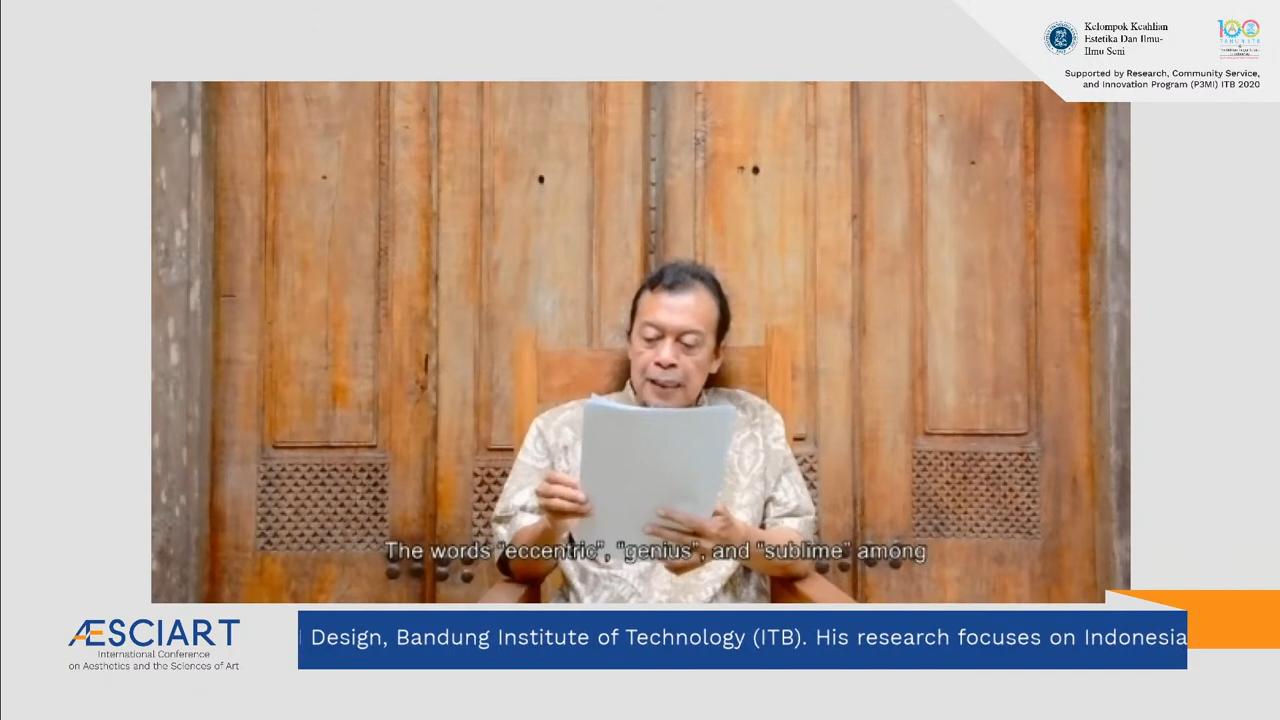 Kelompok Keahlian
Estetika Dan Ilmu-
Ilmu Seni
100
Supported by Research, Community Service,
and Innovation Program (P3MI) ITB 2020
The words "eccentric", "genius", and "sublime" among
ÆSCIART
International Conference
on Aesthetics and the Sciences of Art
Design, Bandung Institute of Technology (ITB). His research focuses on Indonesia